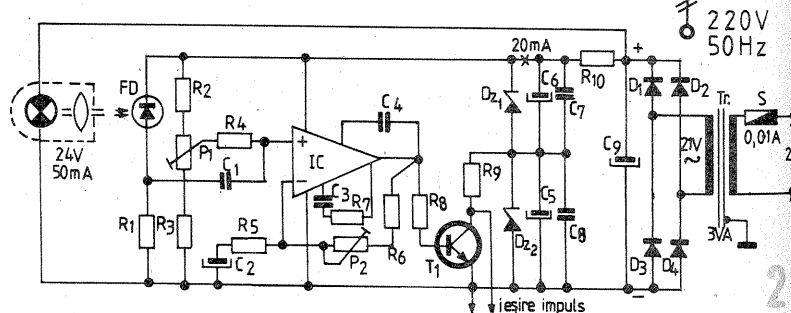 220V
50Hz
20mA
+
FD
R2
R4
C4
Dz1
C6
C7
R10
D1
D2
Tr.
S
0,01A
P1
+
IC
C1
-
24V
50mA
R9
C9
21V
~
2
C3
R7
R8
R1
R3
R5
C2
P2
R6
T1
Dz2
C5
C8
D3
D4
3VA
-
iesire impuls
2